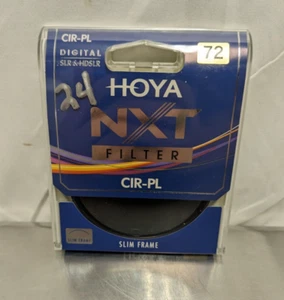 CIR-PL
DIGITAL
SLR & HDSLR
72
24
HOYA
NXT
FILTER
CIR-PL
SLIM FRAME